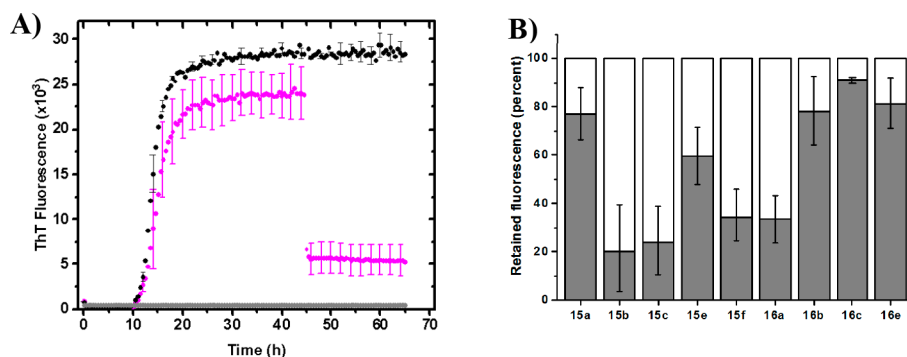 A)
ThT Fluorescence (x10³)
30
25
20
15
10
5
0
0 10 20 30 40 50 60 70
Time (h)
B)
Retained fluorescence (percent)
100
80
60
40
20
0
15a 15b 15c 15e 15f 16a 16b 16c 16e